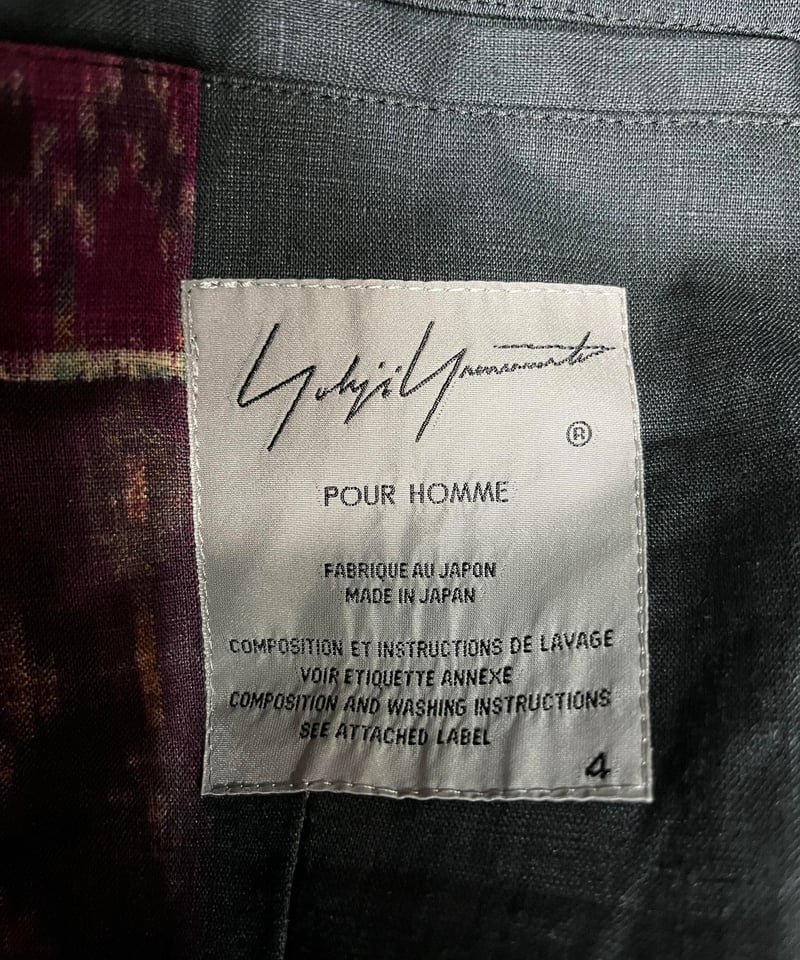 Yohji Yamamoto
®
POUR HOMME
FABRIQUE AU JAPON
MADE IN JAPAN
COMPOSITION ET INSTRUCTIONS DE LAVAGE
VOIR ETIQUETTE ANNEXE
COMPOSITION AND WASHING INSTRUCTIONS
SEE ATTACHED LABEL
4